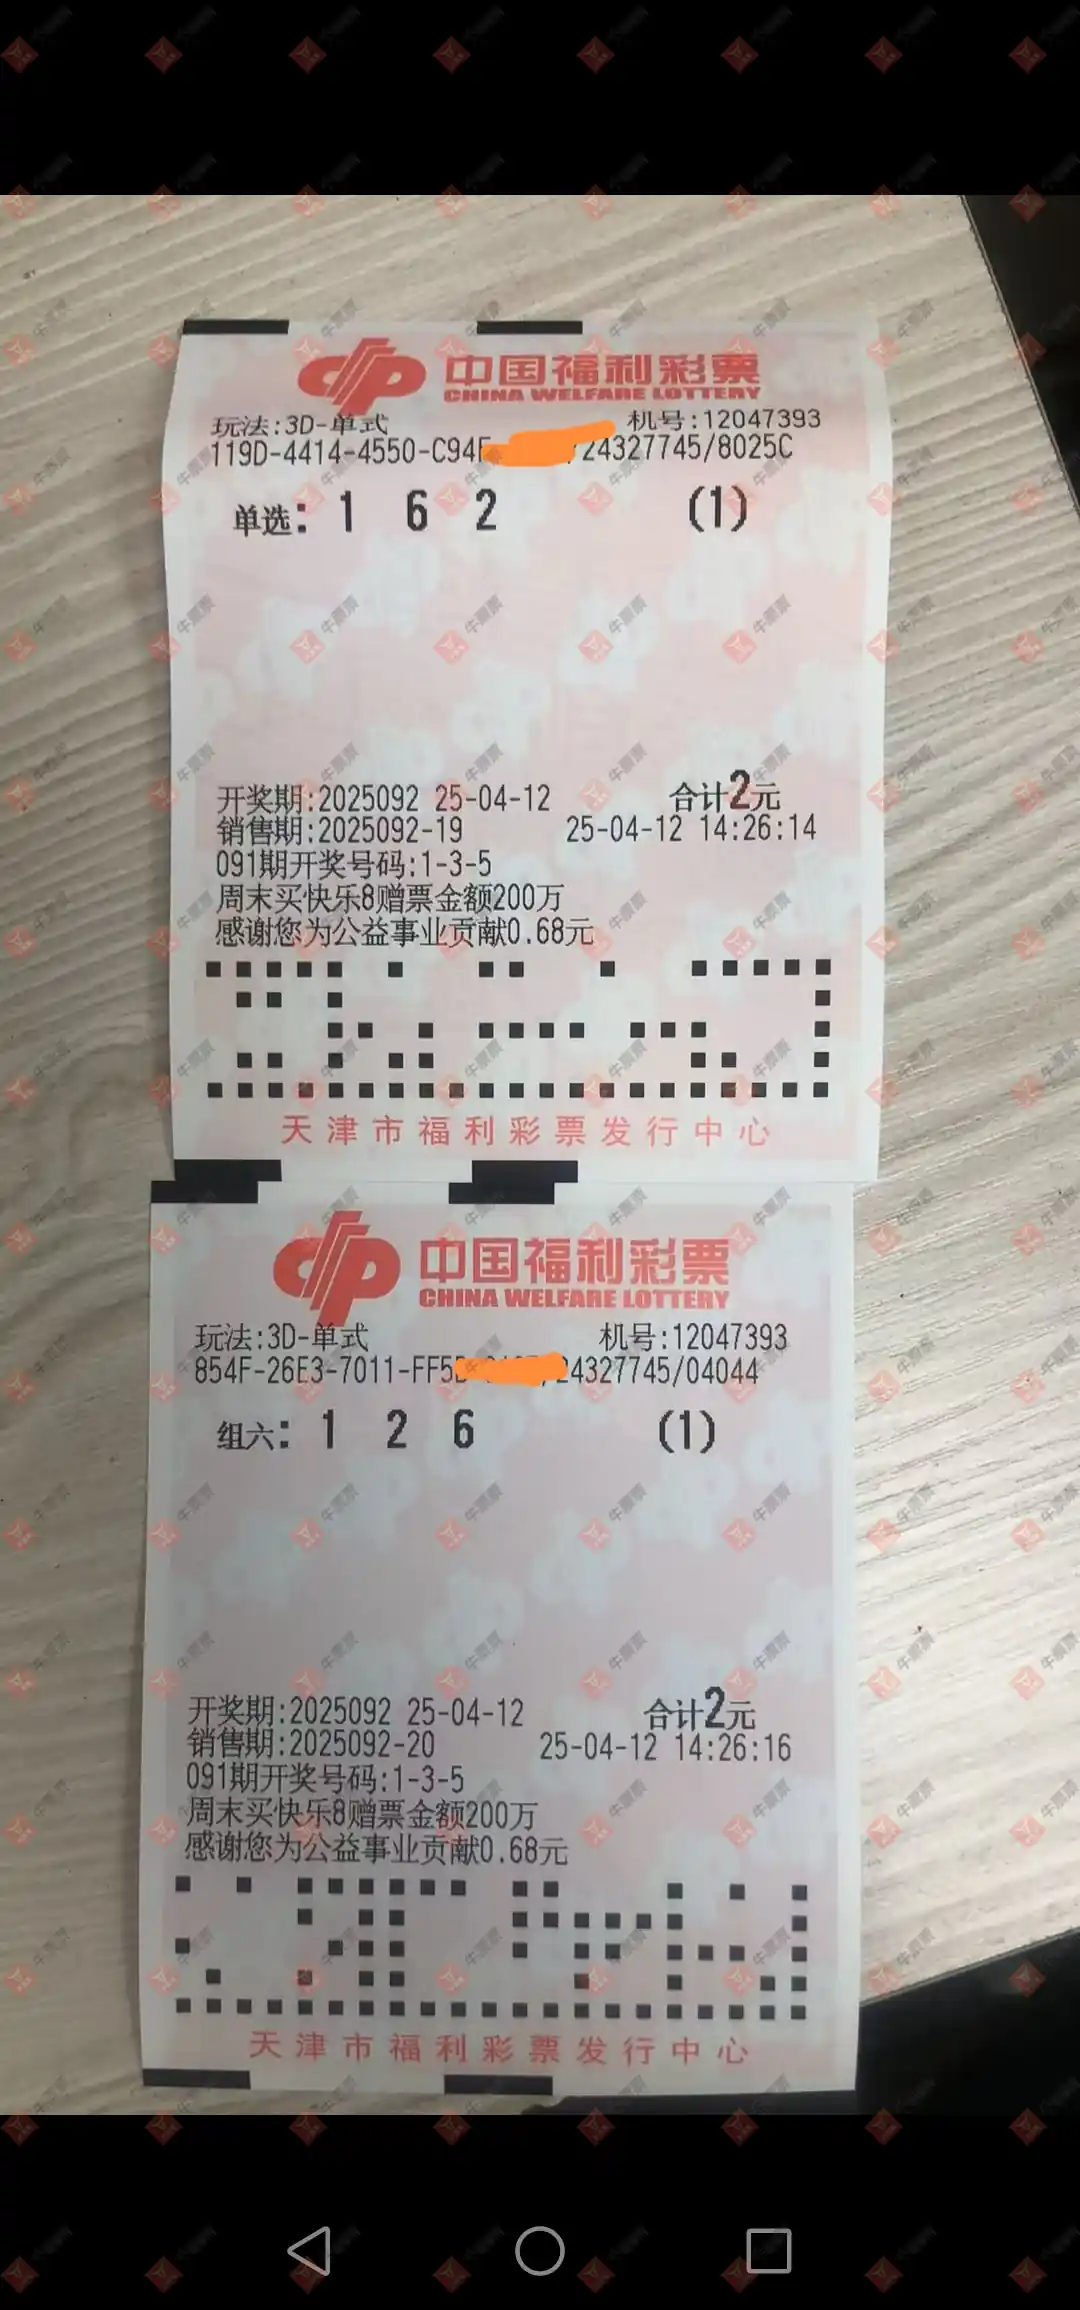 中国福利彩票
CHINA WELFARE LOTTERY
玩法:3D-单式 机号:12047393
119D-4414-4550-C94F 24327745/8025C
单选: 1 6 2 (1)
开奖期:2025092 25-04-12 合计2元
销售期:2025092-19 25-04-12 14:26:14
091期开奖号码:1-3-5
周末买快乐8赠票金额200万
感谢您为公益事业贡献0.68元
天津市福利彩票发行中心
中国福利彩票
CHINA WELFARE LOTTERY
玩法:3D-单式 机号:12047393
854F-26E3-7011-FF5D 24327745/04044
组六: 1 2 6 (1)
开奖期:2025092 25-04-12 合计2元
销售期:2025092-20 25-04-12 14:26:16
091期开奖号码:1-3-5
周末买快乐8赠票金额200万
感谢您为公益事业贡献0.68元
天津市福利彩票发行中心